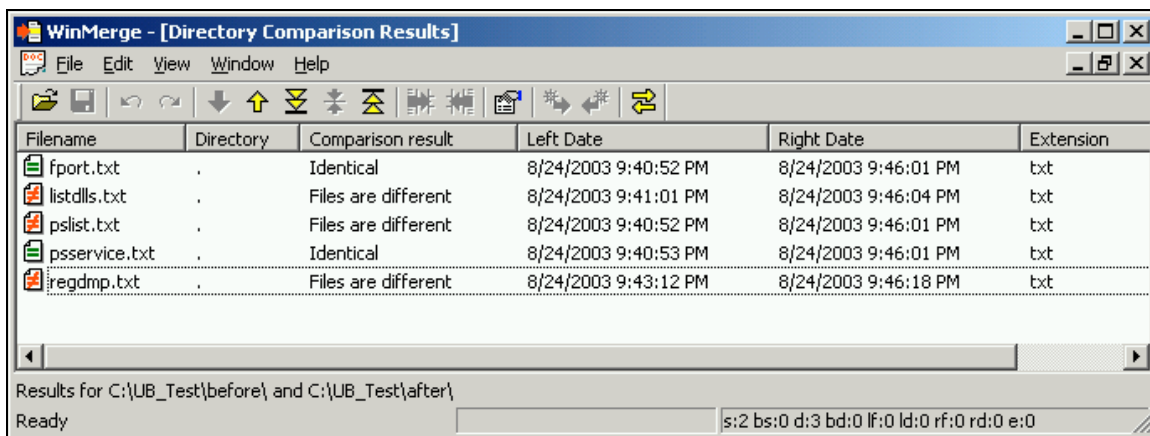 WinMerge - [Directory Comparison Results]
DOC File Edit View Window Help
Filename Directory Comparison result Left Date Right Date Extension
fport.txt . Identical 8/24/2003 9:40:52 PM 8/24/2003 9:46:01 PM txt
listdlls.txt . Files are different 8/24/2003 9:41:01 PM 8/24/2003 9:46:04 PM txt
pslist.txt . Files are different 8/24/2003 9:40:52 PM 8/24/2003 9:46:01 PM txt
psservice.txt . Identical 8/24/2003 9:40:53 PM 8/24/2003 9:46:01 PM txt
regdmp.txt . Files are different 8/24/2003 9:43:12 PM 8/24/2003 9:46:18 PM txt
Results for C:\UB_Test\before\ and C:\UB_Test\after\
Ready s:2 bs:0 d:3 bd:0 lf:0 ld:0 rf:0 rd:0 e:0